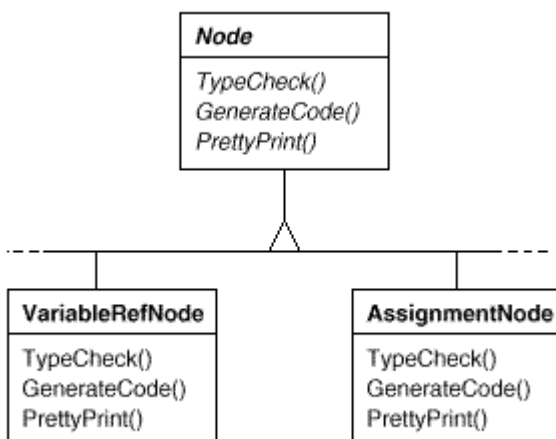 Node
TypeCheck()
GenerateCode()
PrettyPrint()
VariableRefNode
TypeCheck()
GenerateCode()
PrettyPrint()
AssignmentNode
TypeCheck()
GenerateCode()
PrettyPrint()